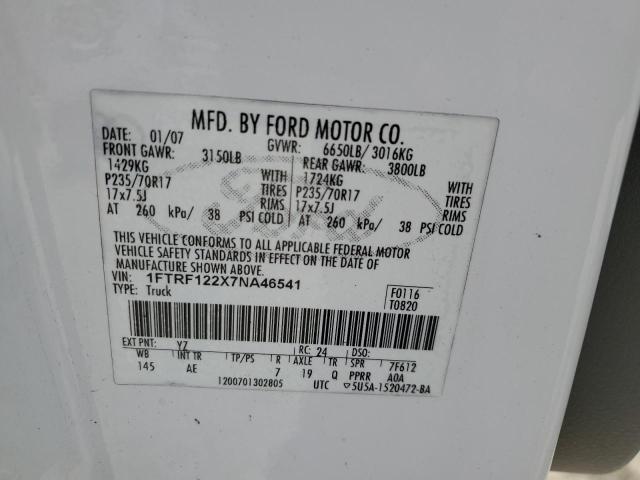 MFD. BY FORD MOTOR CO.
DATE: 01/07 GVWR: 6650LB/ 3016KG
FRONT GAWR: 3150LB REAR GAWR: 3800LB
1429KG WITH 1724KG WITH
P235/70R17 TIRES P235/70R17 TIRES
17x7.5J RIMS 17x7.5J RIMS
AT 260 kPa/ 38 PSI COLD AT 260 kPa/ 38 PSI COLD
Ford
THIS VEHICLE CONFORMS TO ALL APPLICABLE FEDERAL MOTOR
VEHICLE SAFETY STANDARDS IN EFFECT ON THE DATE OF
MANUFACTURE SHOWN ABOVE.
VIN: 1FTRF122X7NA46541 F0116
TYPE: Truck T0820
EXT PNT: YZ RC: 24 DSO:
WB INT TR TP/PS R AXLE TR SPR 7F612
145 AE 7 19 Q PPRR A0A
1200701302805 UTC 5U5A-1520472-BA